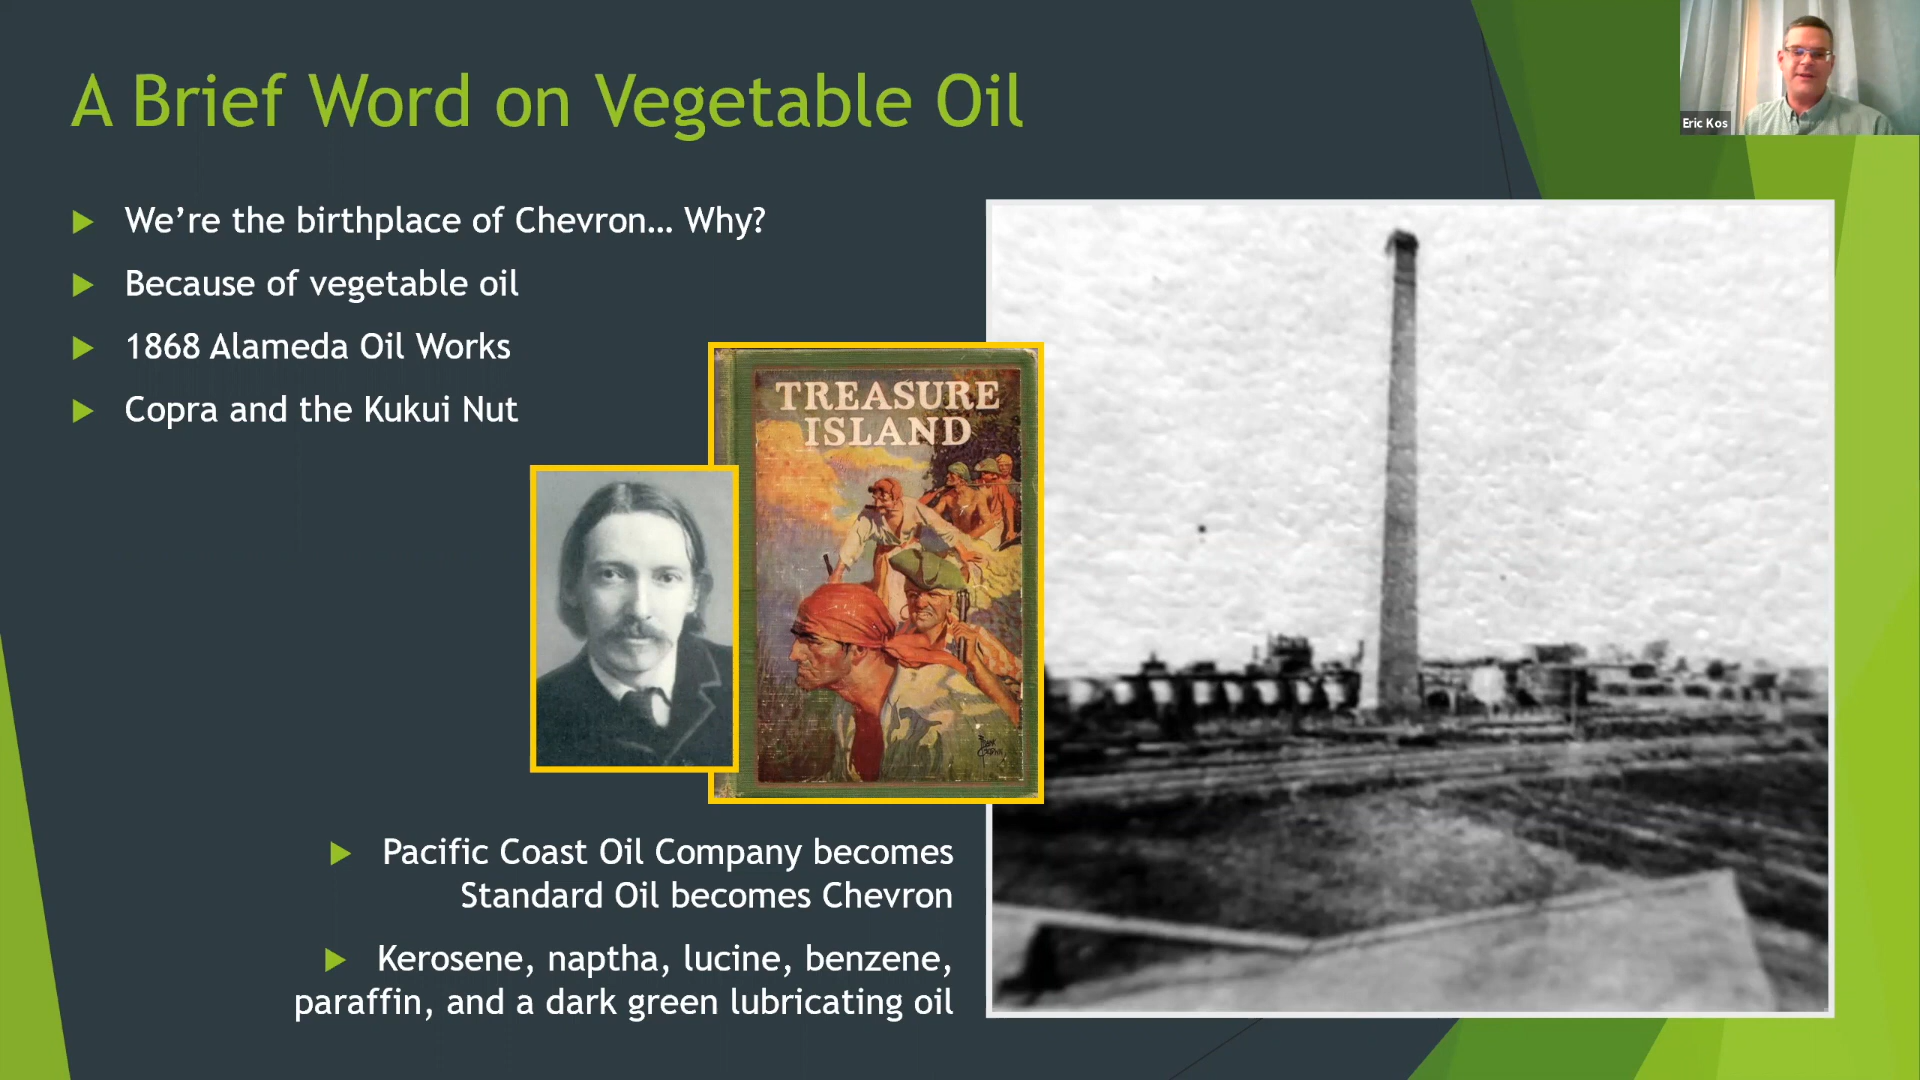 A Brief Word on Vegetable Oil
Eric Kos
We’re the birthplace of Chevron… Why?
Because of vegetable oil
1868 Alameda Oil Works
Copra and the Kukui Nut
TREASURE
ISLAND
Pacific Coast Oil Company becomes
Standard Oil becomes Chevron
Kerosene, naptha, lucine, benzene,
paraffin, and a dark green lubricating oil